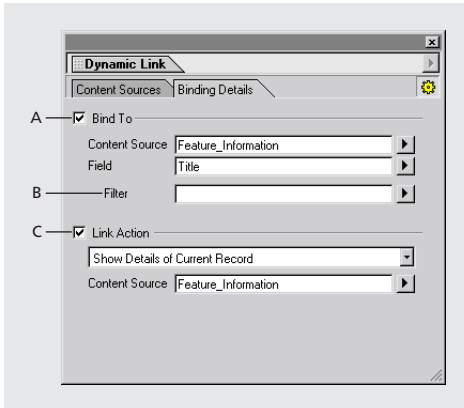 Dynamic Link
Content Sources Binding Details
A Bind To
Content Source Feature_Information
Field Title
B Filter
C Link Action
Show Details of Current Record
Content Source Feature_Information